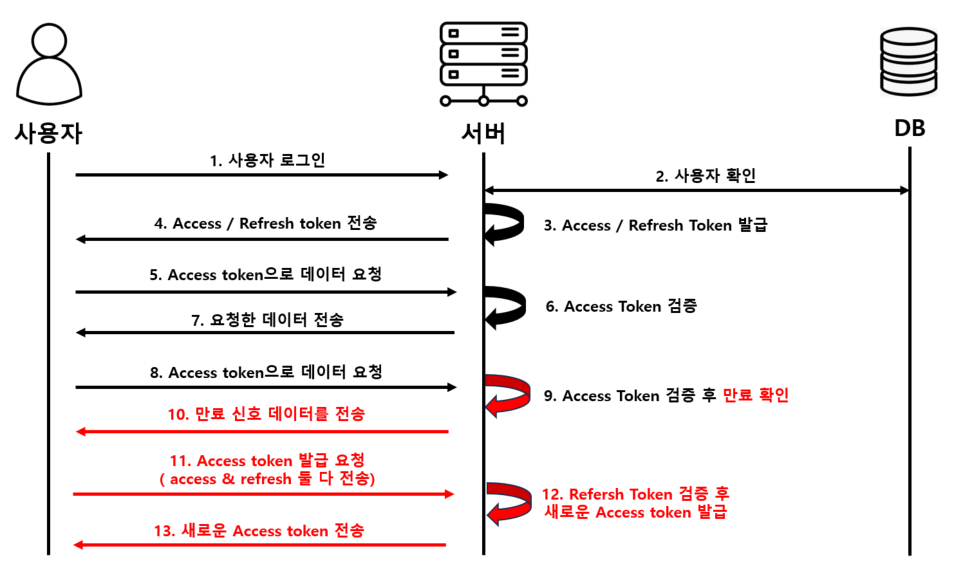 사용자
서버
DB
1. 사용자 로그인
2. 사용자 확인
3. Access / Refresh Token 발급
4. Access / Refresh token 전송
5. Access token으로 데이터 요청
6. Access Token 검증
7. 요청한 데이터 전송
8. Access token으로 데이터 요청
9. Access Token 검증 후 만료 확인
10. 만료 신호 데이터를 전송
11. Access token 발급 요청
( access & refresh 둘 다 전송)
12. Refersh Token 검증 후
새로운 Access token 발급
13. 새로운 Access token 전송